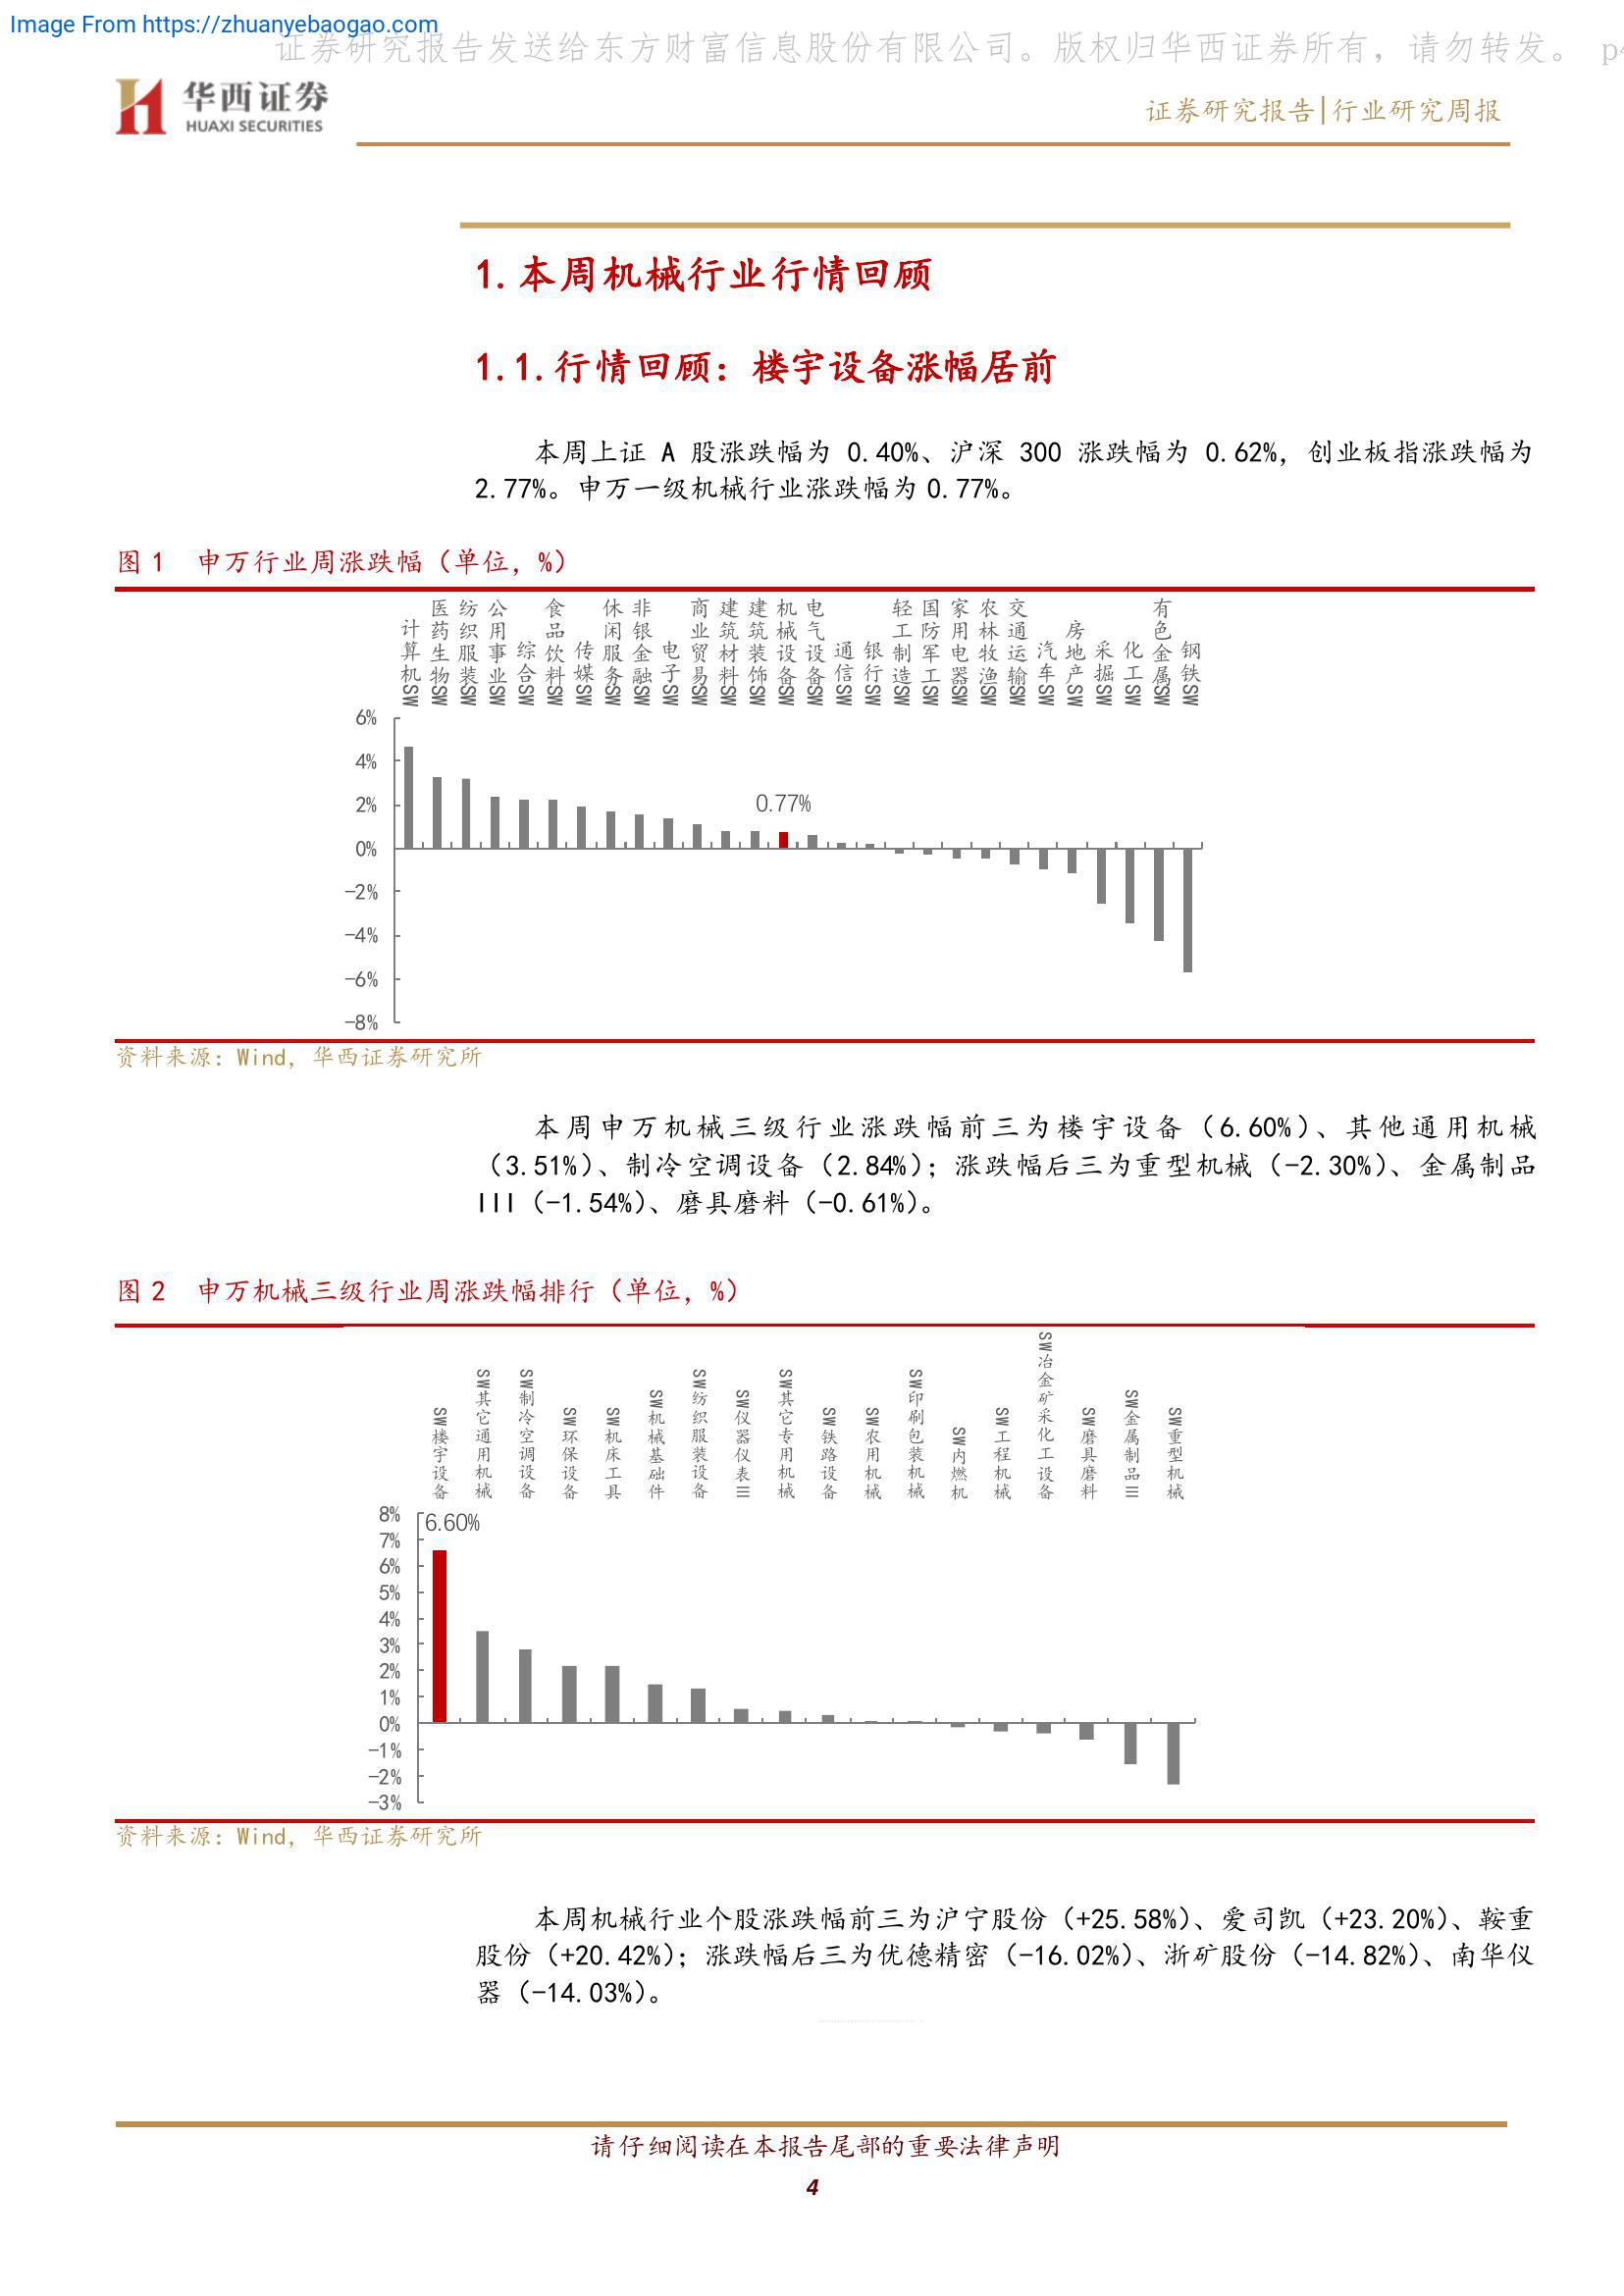 Image From https://zhuanyebaogao.com
证券研究报告发送给东方财富信息股份有限公司。版权归华西证券所有，请勿转发。 p4
华西证券
HUAXI SECURITIES
证券研究报告|行业研究周报
1.本周机械行业行情回顾
1.1.行情回顾：楼宇设备涨幅居前
本周上证 A 股涨跌幅为 0.40%、沪深 300 涨跌幅为 0.62%，创业板指涨跌幅为
2.77%。申万一级机械行业涨跌幅为 0.77%。
图 1 申万行业周涨跌幅（单位，%）
计算机SW
医药生物SW
纺织服装SW
公用事业SW
综合SW
食品饮料SW
传媒SW
休闲服务SW
非银金融SW
电子SW
商业贸易SW
建筑材料SW
建筑装饰SW
机械设备SW
电气设备SW
通信SW
银行SW
轻工制造SW
国防军工SW
家用电器SW
农林牧渔SW
交通运输SW
汽车SW
房地产SW
采掘SW
化工SW
有色金属SW
钢铁SW
6%
4%
2%
0%
-2%
-4%
-6%
-8%
0.77%
资料来源：Wind，华西证券研究所
本周申万机械三级行业涨跌幅前三为楼宇设备（6.60%）、其他通用机械
（3.51%）、制冷空调设备（2.84%）；涨跌幅后三为重型机械（-2.30%）、金属制品
III（-1.54%）、磨具磨料（-0.61%）。
图 2 申万机械三级行业周涨跌幅排行（单位，%）
SW楼宇设备
SW其它通用机械
SW制冷空调设备
SW环保设备
SW机床工具
SW机械基础件
SW纺织服装设备
SW仪器仪表III
SW其它专用机械
SW铁路设备
SW农用机械
SW印刷包装机械
SW内燃机
SW工程机械
SW冶金矿采化工设备
SW磨具磨料
SW金属制品III
SW重型机械
8%
7%
6%
5%
4%
3%
2%
1%
0%
-1%
-2%
-3%
6.60%
资料来源：Wind，华西证券研究所
本周机械行业个股涨跌幅前三为沪宁股份（+25.58%）、爱司凯（+23.20%）、鞍重
股份（+20.42%）；涨跌幅后三为优德精密（-16.02%）、浙矿股份（-14.82%）、南华仪
器（-14.03%）。
请仔细阅读在本报告尾部的重要法律声明
4